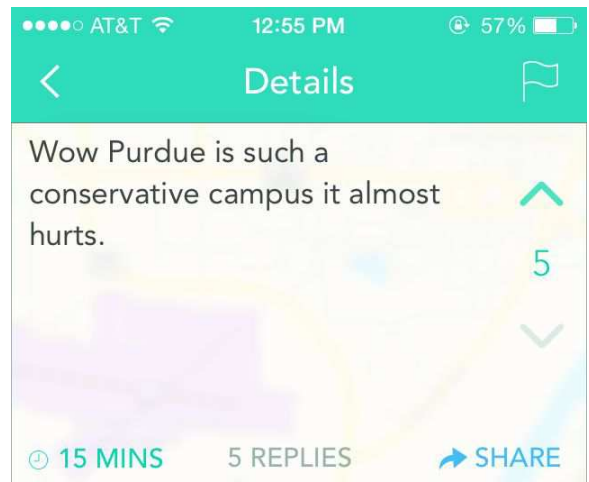 AT&T 12:55 PM 57%
Details
Wow Purdue is such a
conservative campus it almost
hurts.
5
15 MINS 5 REPLIES SHARE